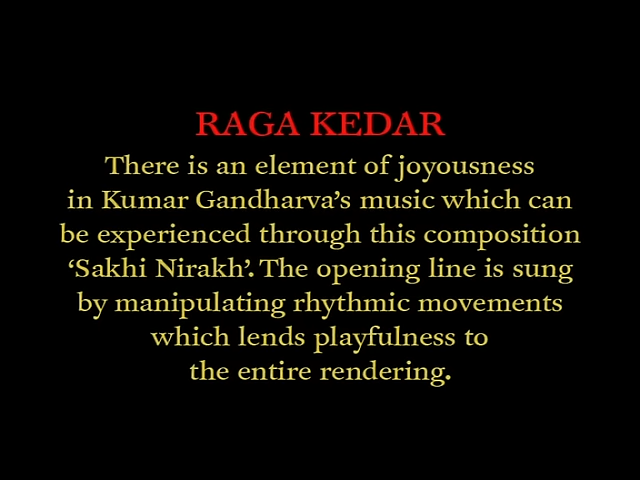 RAGA KEDAR
There is an element of joyousness
in Kumar Gandharva’s music which can
be experienced through this composition
‘Sakhi Nirakh’. The opening line is sung
by manipulating rhythmic movements
which lends playfulness to
the entire rendering.